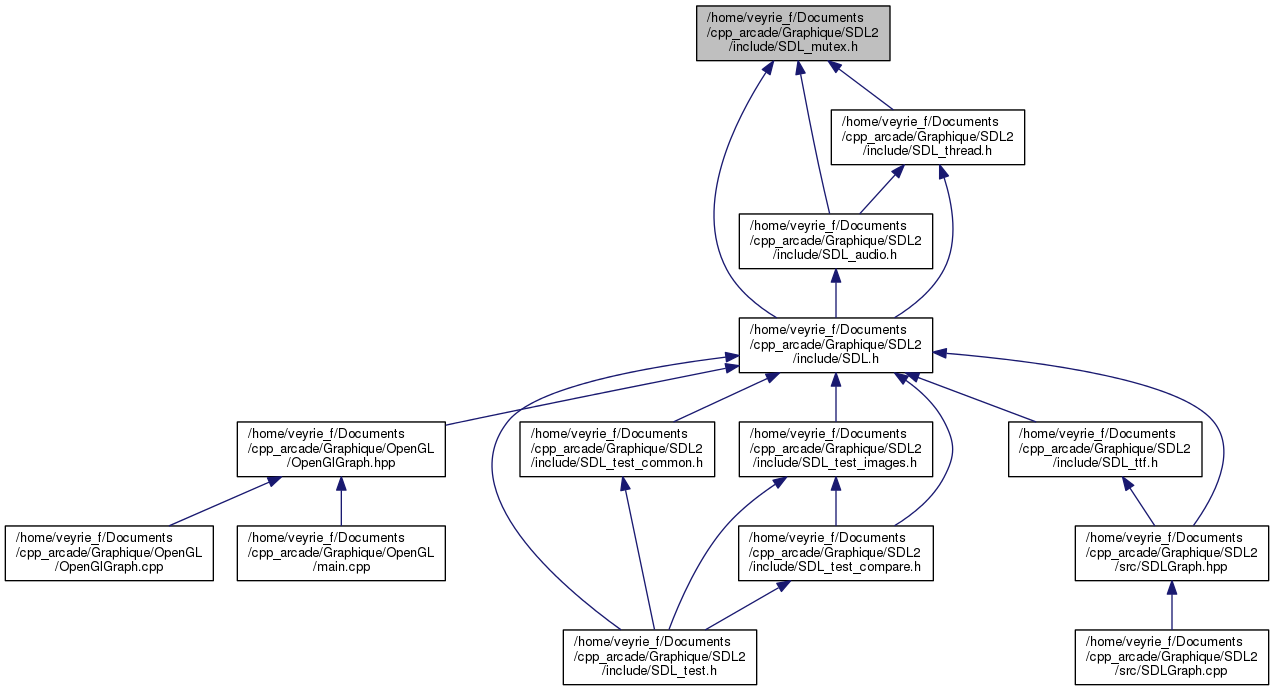 /home/veyrie_f/Documents
/cpp_arcade/Graphique/SDL2
/include/SDL_mutex.h
/home/veyrie_f/Documents
/cpp_arcade/Graphique/SDL2
/include/SDL_thread.h
/home/veyrie_f/Documents
/cpp_arcade/Graphique/SDL2
/include/SDL_audio.h
/home/veyrie_f/Documents
/cpp_arcade/Graphique/SDL2
/include/SDL.h
/home/veyrie_f/Documents
/cpp_arcade/Graphique/OpenGL
/OpenGlGraph.hpp
/home/veyrie_f/Documents
/cpp_arcade/Graphique/SDL2
/include/SDL_test_common.h
/home/veyrie_f/Documents
/cpp_arcade/Graphique/SDL2
/include/SDL_test_images.h
/home/veyrie_f/Documents
/cpp_arcade/Graphique/SDL2
/include/SDL_ttf.h
/home/veyrie_f/Documents
/cpp_arcade/Graphique/OpenGL
/OpenGlGraph.cpp
/home/veyrie_f/Documents
/cpp_arcade/Graphique/OpenGL
/main.cpp
/home/veyrie_f/Documents
/cpp_arcade/Graphique/SDL2
/include/SDL_test_compare.h
/home/veyrie_f/Documents
/cpp_arcade/Graphique/SDL2
/src/SDLGraph.hpp
/home/veyrie_f/Documents
/cpp_arcade/Graphique/SDL2
/include/SDL_test.h
/home/veyrie_f/Documents
/cpp_arcade/Graphique/SDL2
/src/SDLGraph.cpp